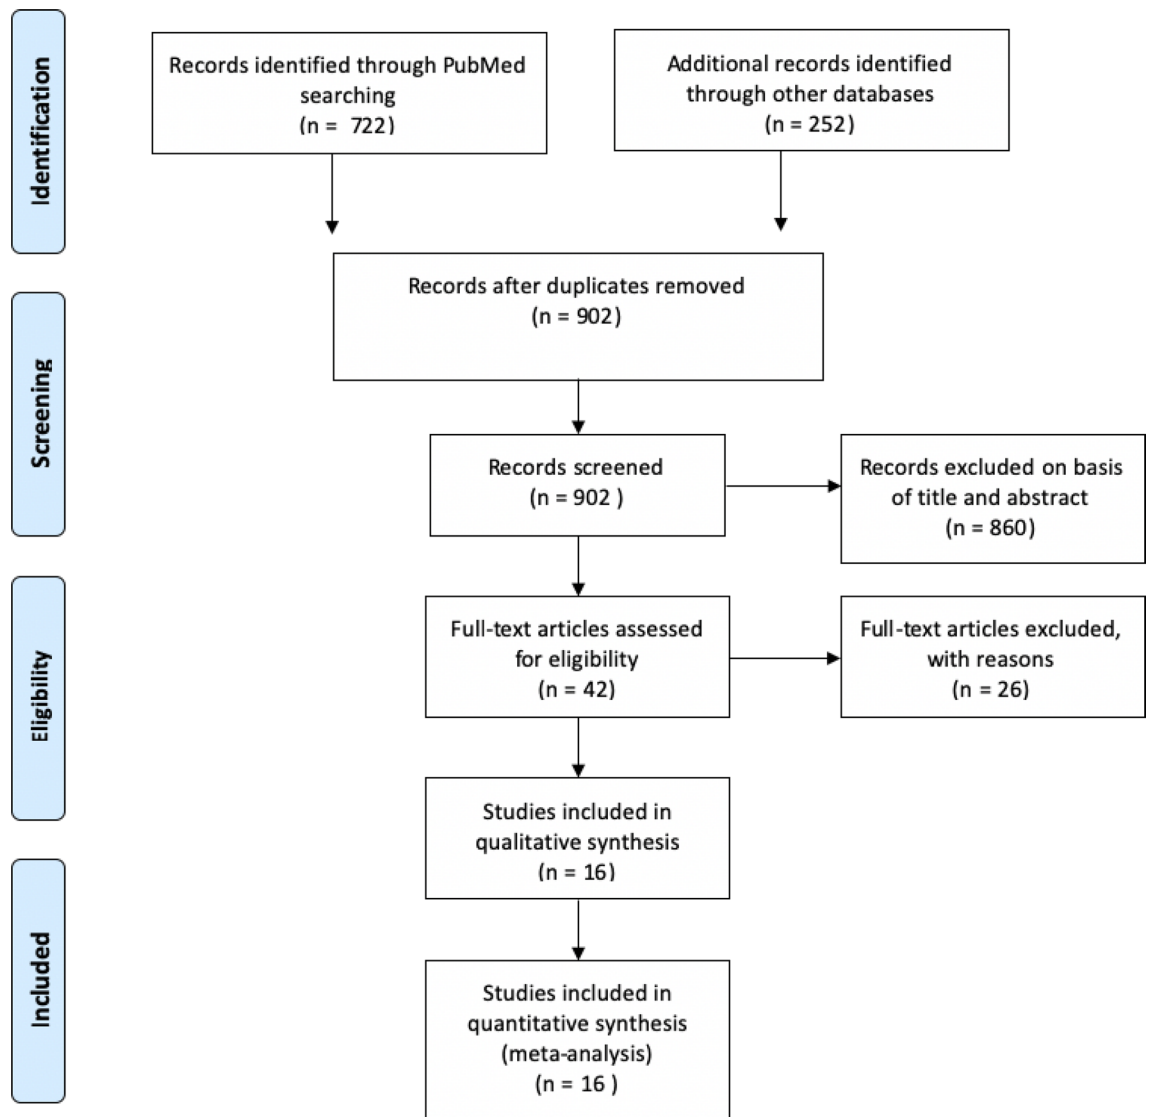 Identification
Records identified through PubMed
searching
(n =  722)
Additional records identified
through other databases
(n = 252)
Screening
Records after duplicates removed
(n = 902)
Records screened
(n = 902 )
Records excluded on basis
of title and abstract
(n = 860)
Eligibility
Full-text articles assessed
for eligibility
(n = 42)
Full-text articles excluded,
with reasons
(n = 26)
Studies included in
qualitative synthesis
(n = 16)
Included
Studies included in
quantitative synthesis
(meta-analysis)
(n = 16 )